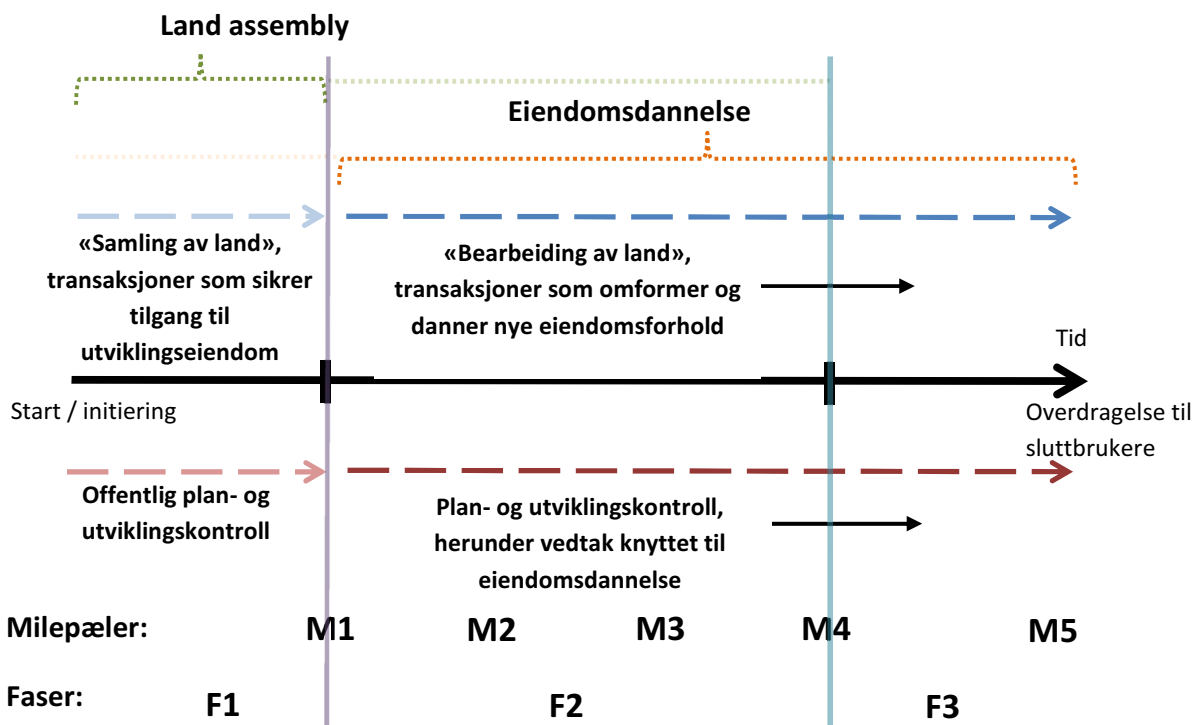 Land assembly
Eiendomsdannelse
«Samling av land»,
transaksjoner som sikrer
tilgang til
utviklingseiendom
«Bearbeiding av land»,
transaksjoner som omformer og
danner nye eiendomsforhold
Tid
Start / initiering
Overdragelse til
sluttbrukere
Offentlig plan- og
utviklingskontroll
Plan- og utviklingskontroll,
herunder vedtak knyttet til
eiendomsdannelse
Milepæler: M1 M2 M3 M4 M5
Faser: F1 F2 F3